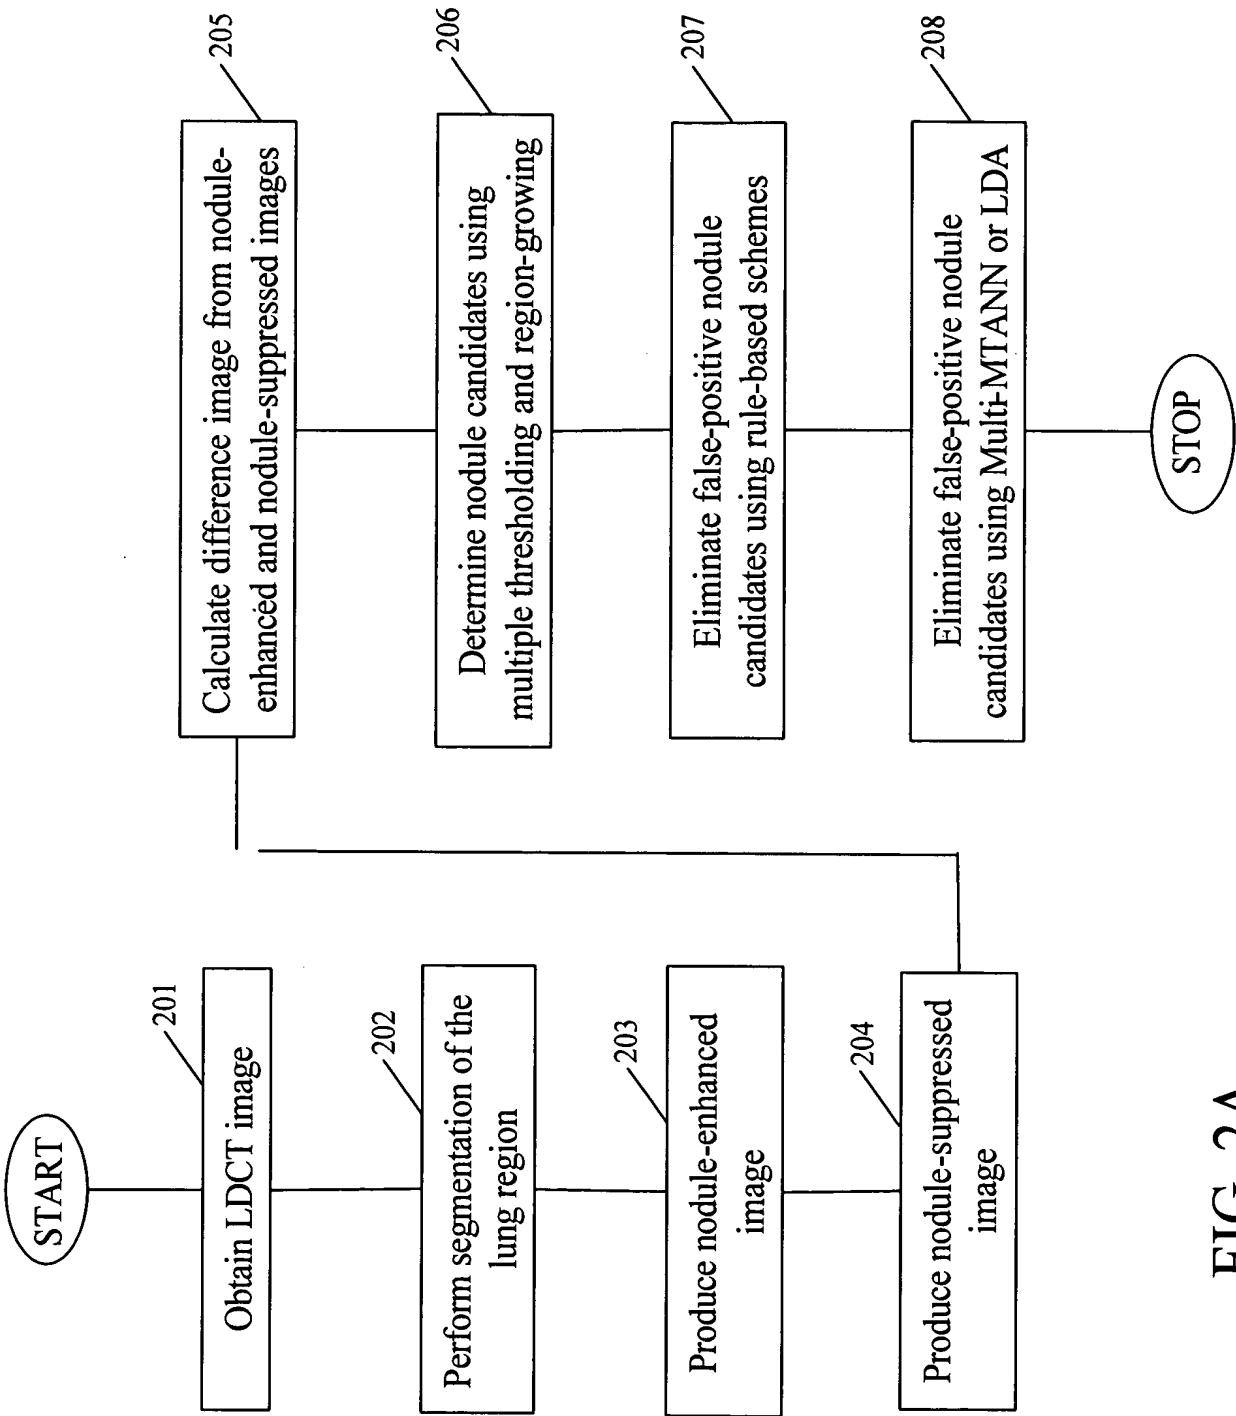 START
201
Obtain LDCT image
202
Perform segmentation of the
lung region
203
Produce nodule-enhanced
image
204
Produce nodule-suppressed
image
205
Calculate difference image from nodule-
enhanced and nodule-suppressed images
206
Determine nodule candidates using
multiple thresholding and region-growing
207
Eliminate false-positive nodule
candidates using rule-based schemes
208
Eliminate false-positive nodule
candidates using Multi-MTANN or LDA
STOP
FIG. 2A